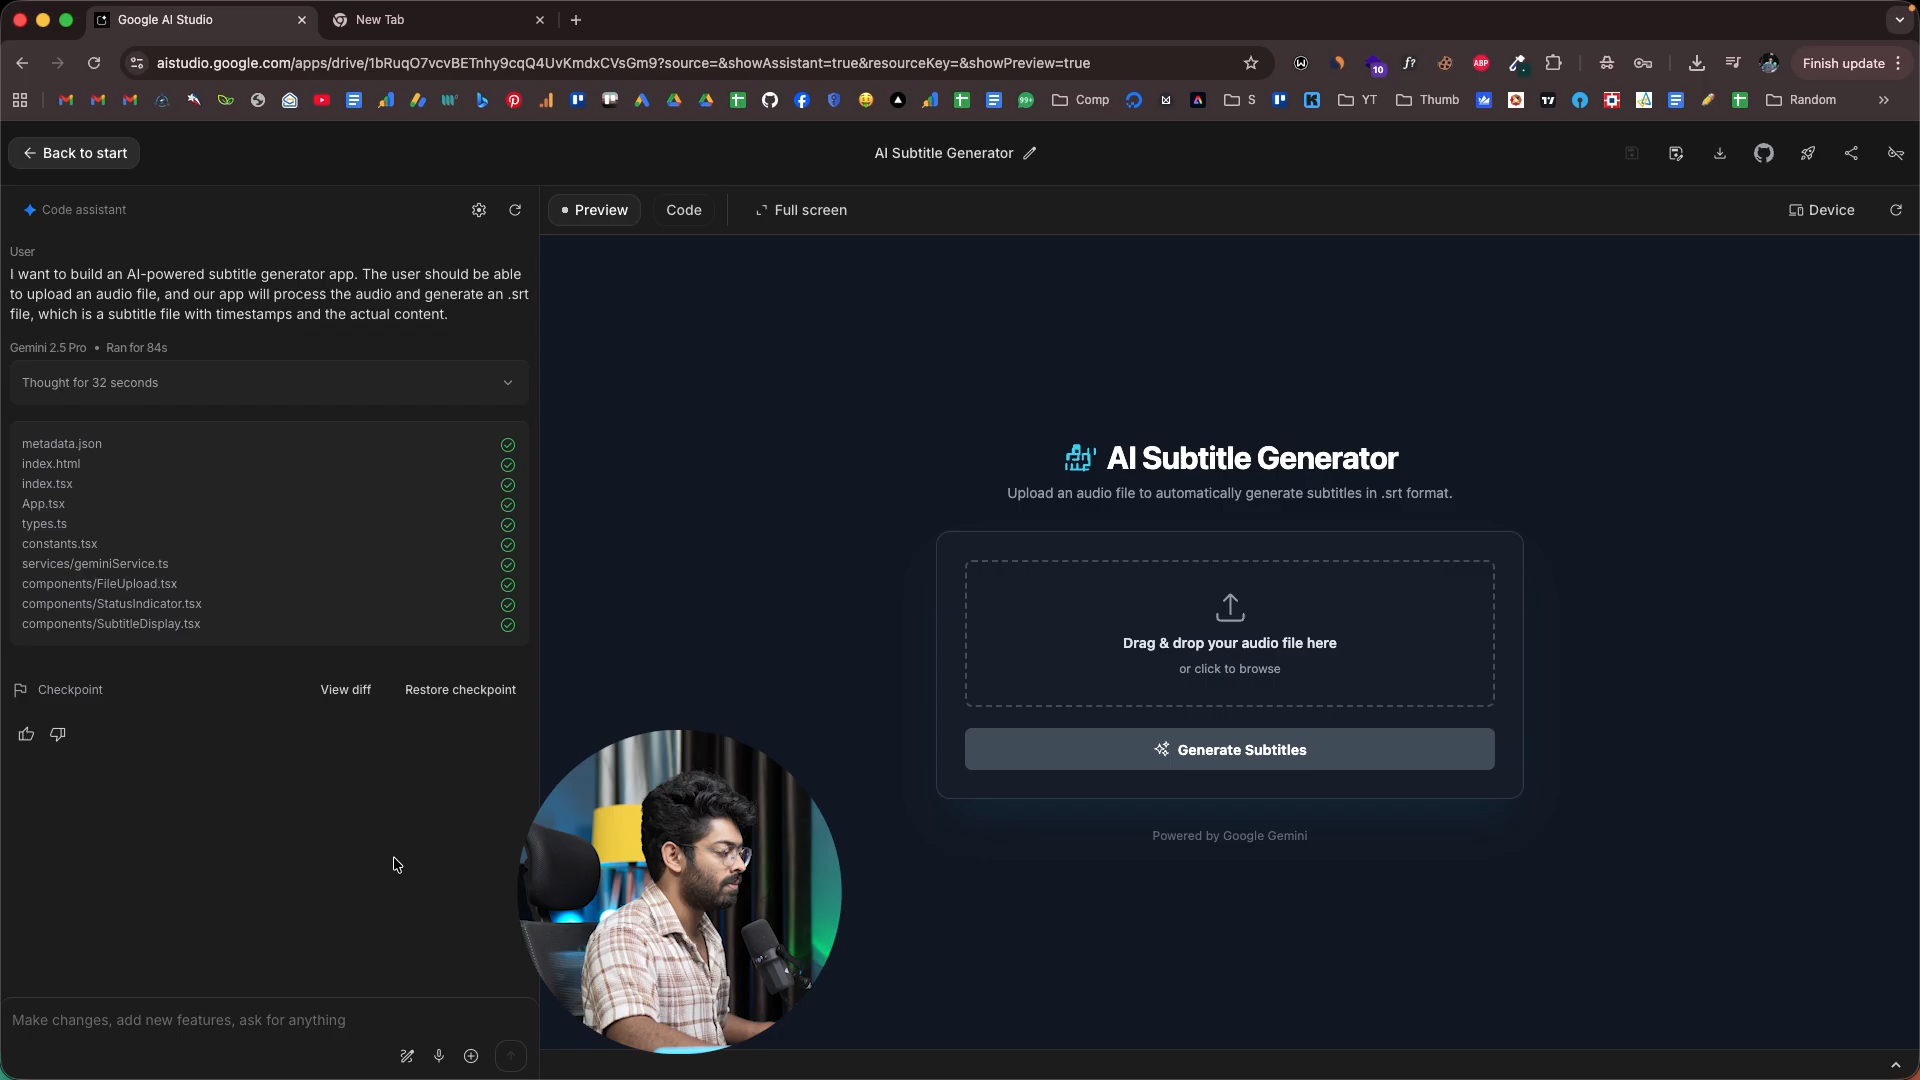 Google AI Studio
New Tab
aistudio.google.com/apps/drive/1bRuqO7vcvBETnhy9cqQ4UvKmdxCVsGm9?source=&showAssistant=true&resourceKey=&showPreview=true
10
f?
ABP
Finish update
99+
Comp
S
YT
Thumb
Random
Back to start
AI Subtitle Generator
Code assistant
Preview
Code
Full screen
Device
User
I want to build an AI-powered subtitle generator app. The user should be able
to upload an audio file, and our app will process the audio and generate an .srt
file, which is a subtitle file with timestamps and the actual content.
Gemini 2.5 Pro • Ran for 84s
Thought for 32 seconds
metadata.json
index.html
index.tsx
App.tsx
types.ts
constants.tsx
services/geminiService.ts
components/FileUpload.tsx
components/StatusIndicator.tsx
components/SubtitleDisplay.tsx
Checkpoint
View diff
Restore checkpoint
Make changes, add new features, ask for anything
AI Subtitle Generator
Upload an audio file to automatically generate subtitles in .srt format.
Drag & drop your audio file here
or click to browse
Generate Subtitles
Powered by Google Gemini